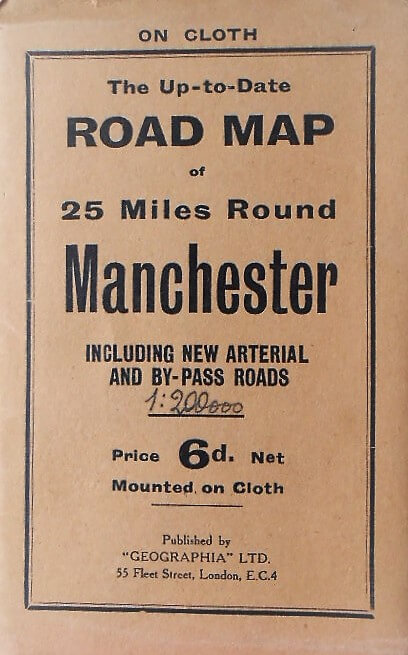 ON CLOTH
The Up-to-Date
ROAD MAP
of
25 Miles Round
Manchester
INCLUDING NEW ARTERIAL
AND BY-PASS ROADS
1:200000
Price 6d. Net
Mounted on Cloth
Published by
"GEOGRAPHIA" LTD.
55 Fleet Street, London, E.C.4